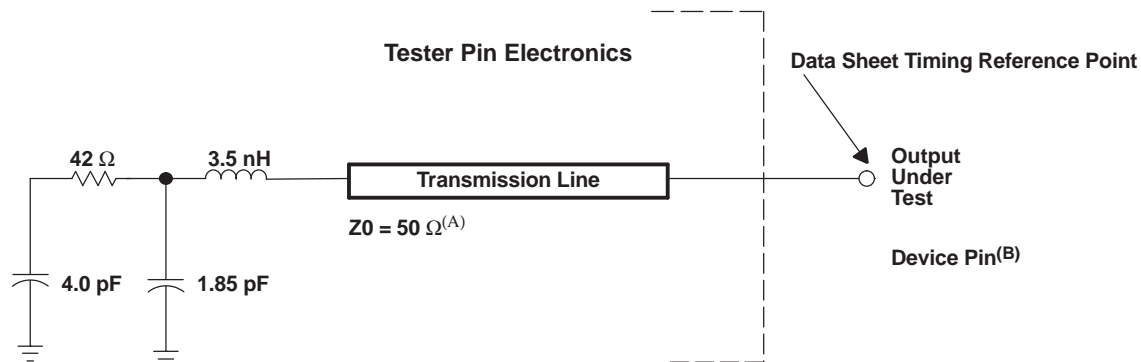 Tester Pin Electronics
Data Sheet Timing Reference Point
42 Ω
3.5 nH
Transmission Line
Output
Under
Test
Z0 = 50 Ω(A)
Device Pin(B)
4.0 pF
1.85 pF